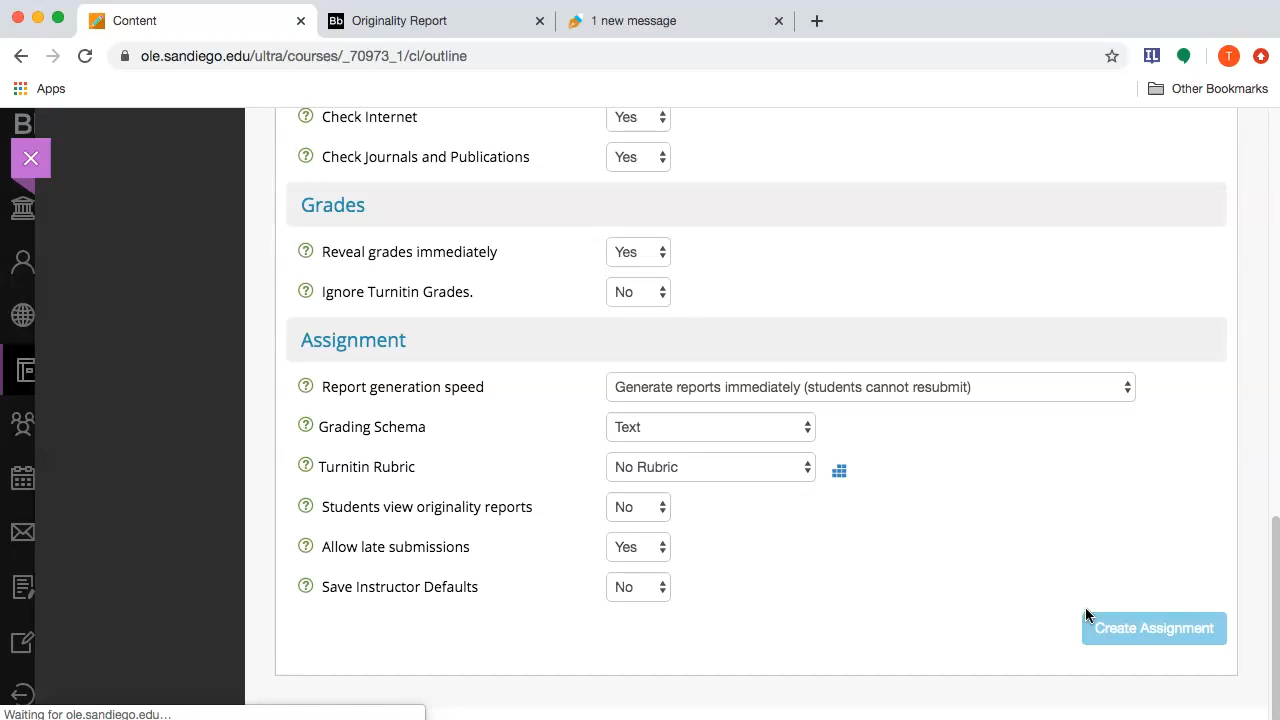 Content
Bb Originality Report
1 new message
ole.sandiego.edu/ultra/courses/_70973_1/cl/outline
IL
T
Apps
Other Bookmarks
B
Check Internet Yes
Check Journals and Publications Yes
Grades
Reveal grades immediately Yes
Ignore Turnitin Grades. No
Assignment
Report generation speed Generate reports immediately (students cannot resubmit)
Grading Schema Text
Turnitin Rubric No Rubric
Students view originality reports No
Allow late submissions Yes
Save Instructor Defaults No
Create Assignment
Waiting for ole.sandiego.edu…